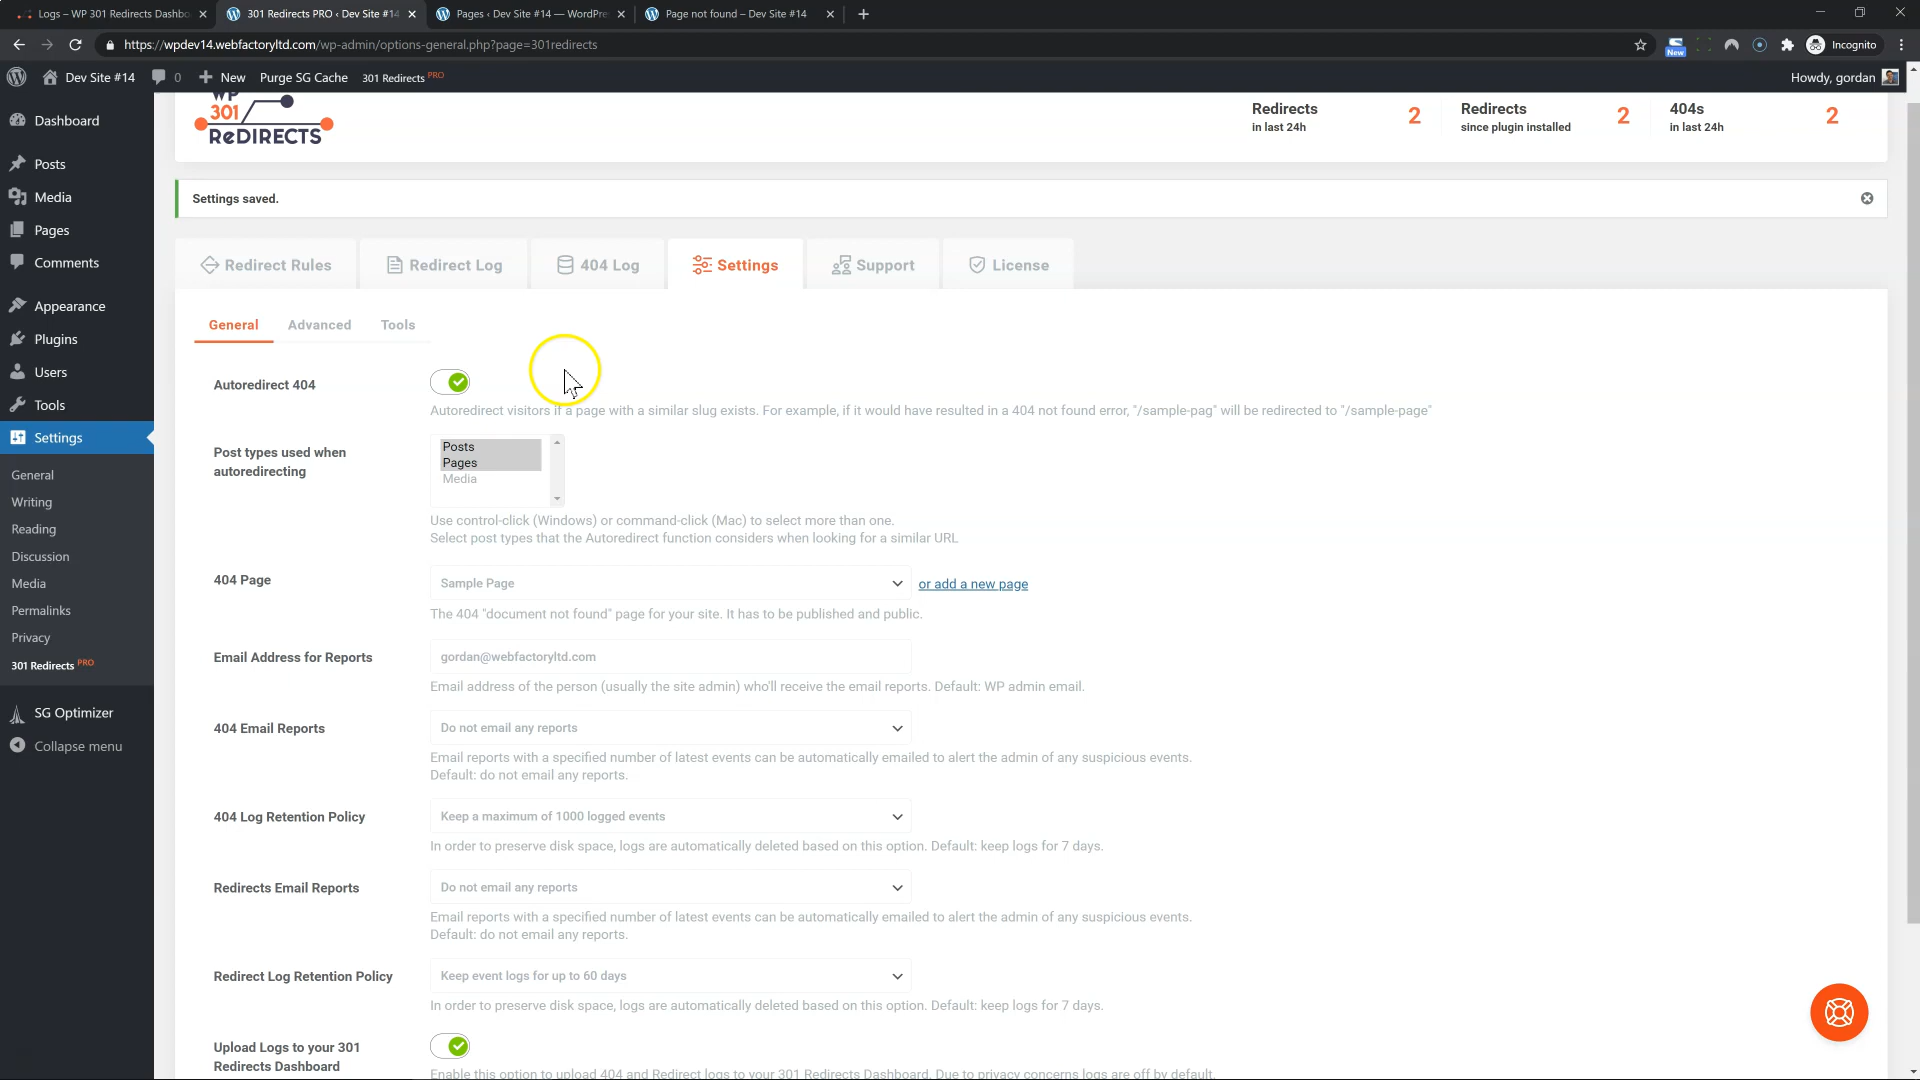 Logs – WP 301 Redirects Dashbo
301 Redirects PRO ‹ Dev Site #14
Pages ‹ Dev Site #14 — WordPre
Page not found – Dev Site #14
https://wpdev14.webfactoryltd.com/wp-admin/options-general.php?page=301redirects
New
Incognito
Dev Site #14
0
New
Purge SG Cache
301 Redirects PRO
Howdy, gordan
Dashboard
Posts
Media
Pages
Comments
Appearance
Plugins
Users
Tools
Settings
General
Writing
Reading
Discussion
Media
Permalinks
Privacy
301 Redirects PRO
SG Optimizer
Collapse menu
WP
301
ReDIRECTS
Redirects
in last 24h
2
Redirects
since plugin installed
2
404s
in last 24h
2
Settings saved.
Redirect Rules
Redirect Log
404 Log
Settings
Support
License
General
Advanced
Tools
Autoredirect 404
Autoredirect visitors if a page with a similar slug exists. For example, if it would have resulted in a 404 not found error, "/sample-pag" will be redirected to "/sample-page"
Post types used when
autoredirecting
Posts
Pages
Media
Use control-click (Windows) or command-click (Mac) to select more than one.
Select post types that the Autoredirect function considers when looking for a similar URL
404 Page
Sample Page
or add a new page
The 404 "document not found" page for your site. It has to be published and public.
Email Address for Reports
gordan@webfactoryltd.com
Email address of the person (usually the site admin) who'll receive the email reports. Default: WP admin email.
404 Email Reports
Do not email any reports
Email reports with a specified number of latest events can be automatically emailed to alert the admin of any suspicious events.
Default: do not email any reports.
404 Log Retention Policy
Keep a maximum of 1000 logged events
In order to preserve disk space, logs are automatically deleted based on this option. Default: keep logs for 7 days.
Redirects Email Reports
Do not email any reports
Email reports with a specified number of latest events can be automatically emailed to alert the admin of any suspicious events.
Default: do not email any reports.
Redirect Log Retention Policy
Keep event logs for up to 60 days
In order to preserve disk space, logs are automatically deleted based on this option. Default: keep logs for 7 days.
Upload Logs to your 301
Redirects Dashboard
Enable this option to upload 404 and Redirect logs to your 301 Redirects Dashboard. Due to privacy concerns logs are off by default.